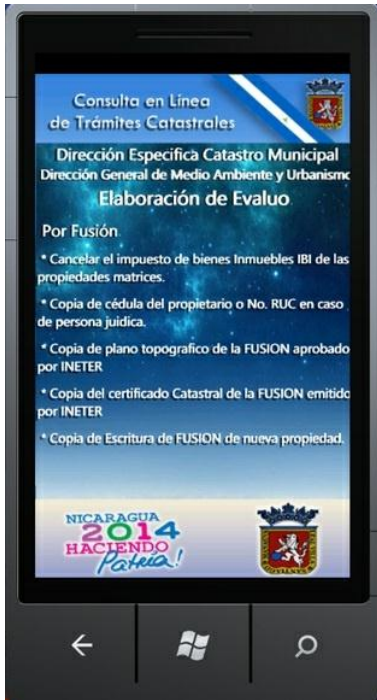 Consulta en Línea
de Trámites Catastrales
Dirección Especifica Catastro Municipal
Dirección General de Medio Ambiente y Urbanismo
Elaboración de Evaluo
Por Fusión
* Cancelar el impuesto de bienes Inmuebles IBI de las
propiedades matrices.
* Copia de cédula del propietario o No. RUC en caso
de persona juidica.
* Copia de plano topografico de la FUSION aprobado
por INETER
* Copia del certificado Catastral de la FUSION emitido
por INETER
* Copia de Escritura de FUSION de nueva propiedad.
NICARAGUA
2014
HACIENDO
Patria!